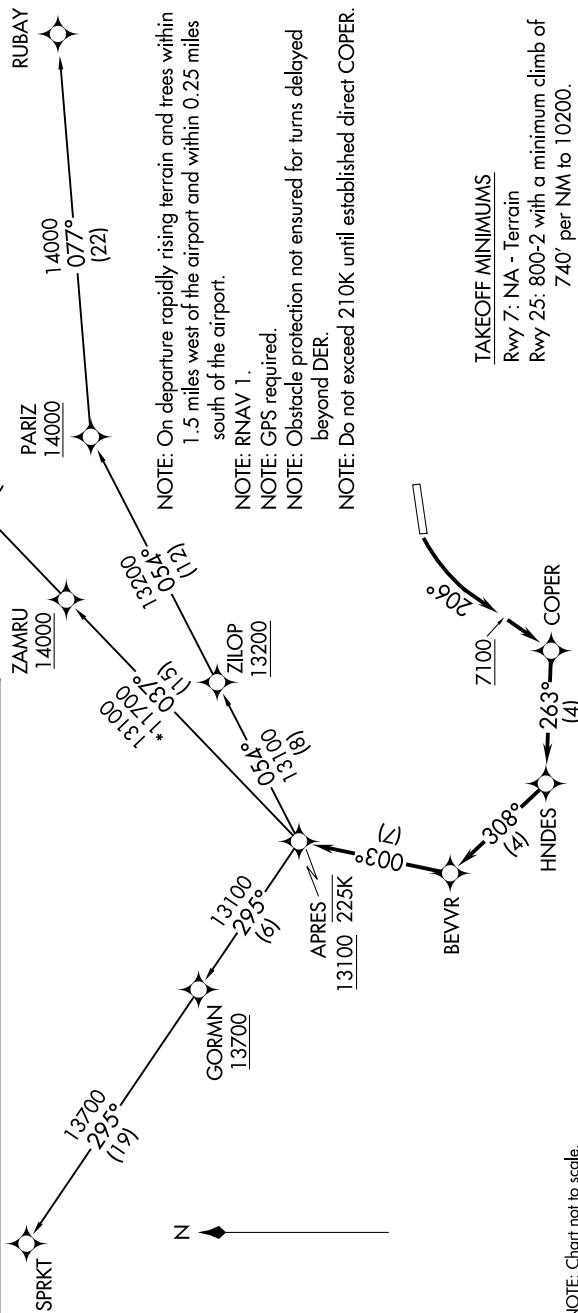 RUBAY
14000
077°
(22)
PARIZ
14000
ZAMRU
14000
13200
054°
(12)
13100
*11700
037°
(15)
ZILOP
13200
054°
13100
(8)
13100
295°
(6)
GORMN
13700
13700
295°
(19)
SPRKT
APRES 225K
13100
003°
(7)
BEVVR
308°
(4)
HNDES
263°
(4)
COPER
7100
206°
N
NOTE: On departure rapidly rising terrain and trees within
1.5 miles west of the airport and within 0.25 miles
south of the airport.
NOTE: RNAV 1.
NOTE: GPS required.
NOTE: Obstacle protection not ensured for turns delayed
beyond DER.
NOTE: Do not exceed 210K until established direct COPER.
TAKEOFF MINIMUMS
Rwy 7: NA - Terrain
Rwy 25: 800-2 with a minimum climb of
740' per NM to 10200.
NOTE: Chart not to scale.